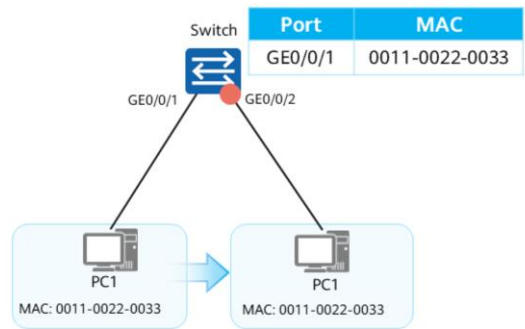 Switch
Port MAC
GE0/0/1 0011-0022-0033
GE0/0/1 GE0/0/2
PC1 PC1
MAC: 0011-0022-0033 MAC: 0011-0022-0033